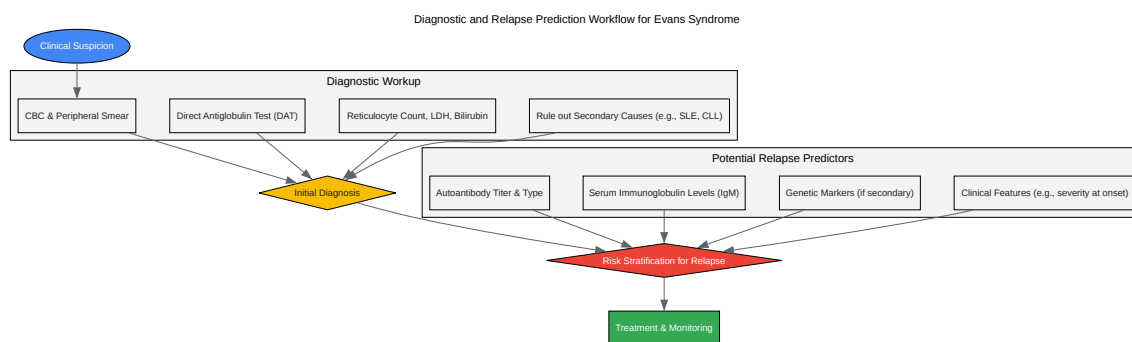 Diagnostic and Relapse Prediction Workflow for Evans Syndrome
Clinical Suspicion
Diagnostic Workup
CBC & Peripheral Smear
Direct Antiglobulin Test (DAT)
Reticulocyte Count, LDH, Bilirubin
Rule out Secondary Causes (e.g., SLE, CLL)
Potential Relapse Predictors
Initial Diagnosis
Autoantibody Titer & Type
Serum Immunoglobulin Levels (IgM)
Genetic Markers (if secondary)
Clinical Features (e.g., severity at onset)
Risk Stratification for Relapse
Treatment & Monitoring